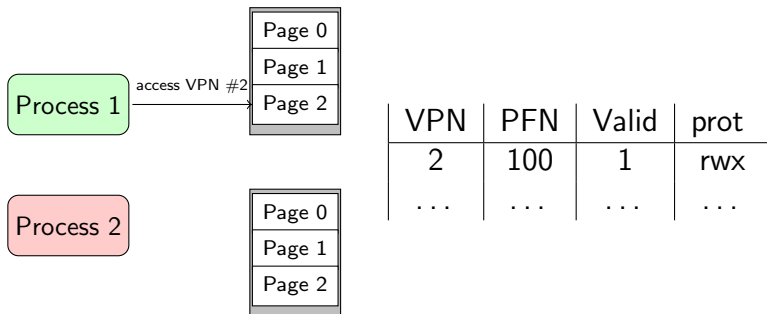 Process 1
access VPN #2
Page 0
Page 1
Page 2
VPN PFN Valid prot
2 100 1 rwx
. . . . . . . . . . . .
Process 2
Page 0
Page 1
Page 2